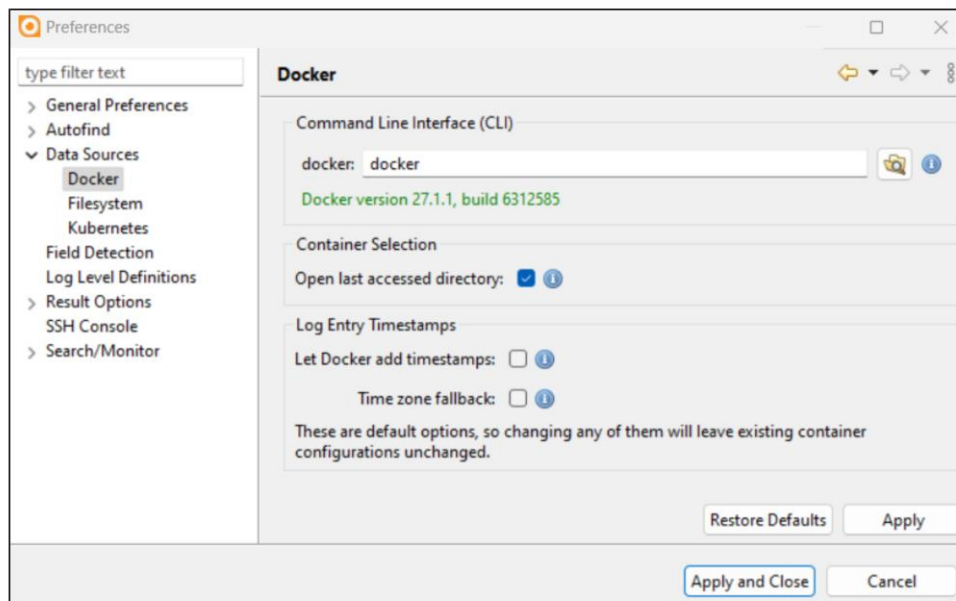 Preferences
type filter text
General Preferences
Autofind
Data Sources
Docker
Filesystem
Kubernetes
Field Detection
Log Level Definitions
Result Options
SSH Console
Search/Monitor
Docker
Command Line Interface (CLI)
docker: docker
Docker version 27.1.1, build 6312585
Container Selection
Open last accessed directory:
Log Entry Timestamps
Let Docker add timestamps:
Time zone fallback:
These are default options, so changing any of them will leave existing container
configurations unchanged.
Restore Defaults Apply
Apply and Close Cancel